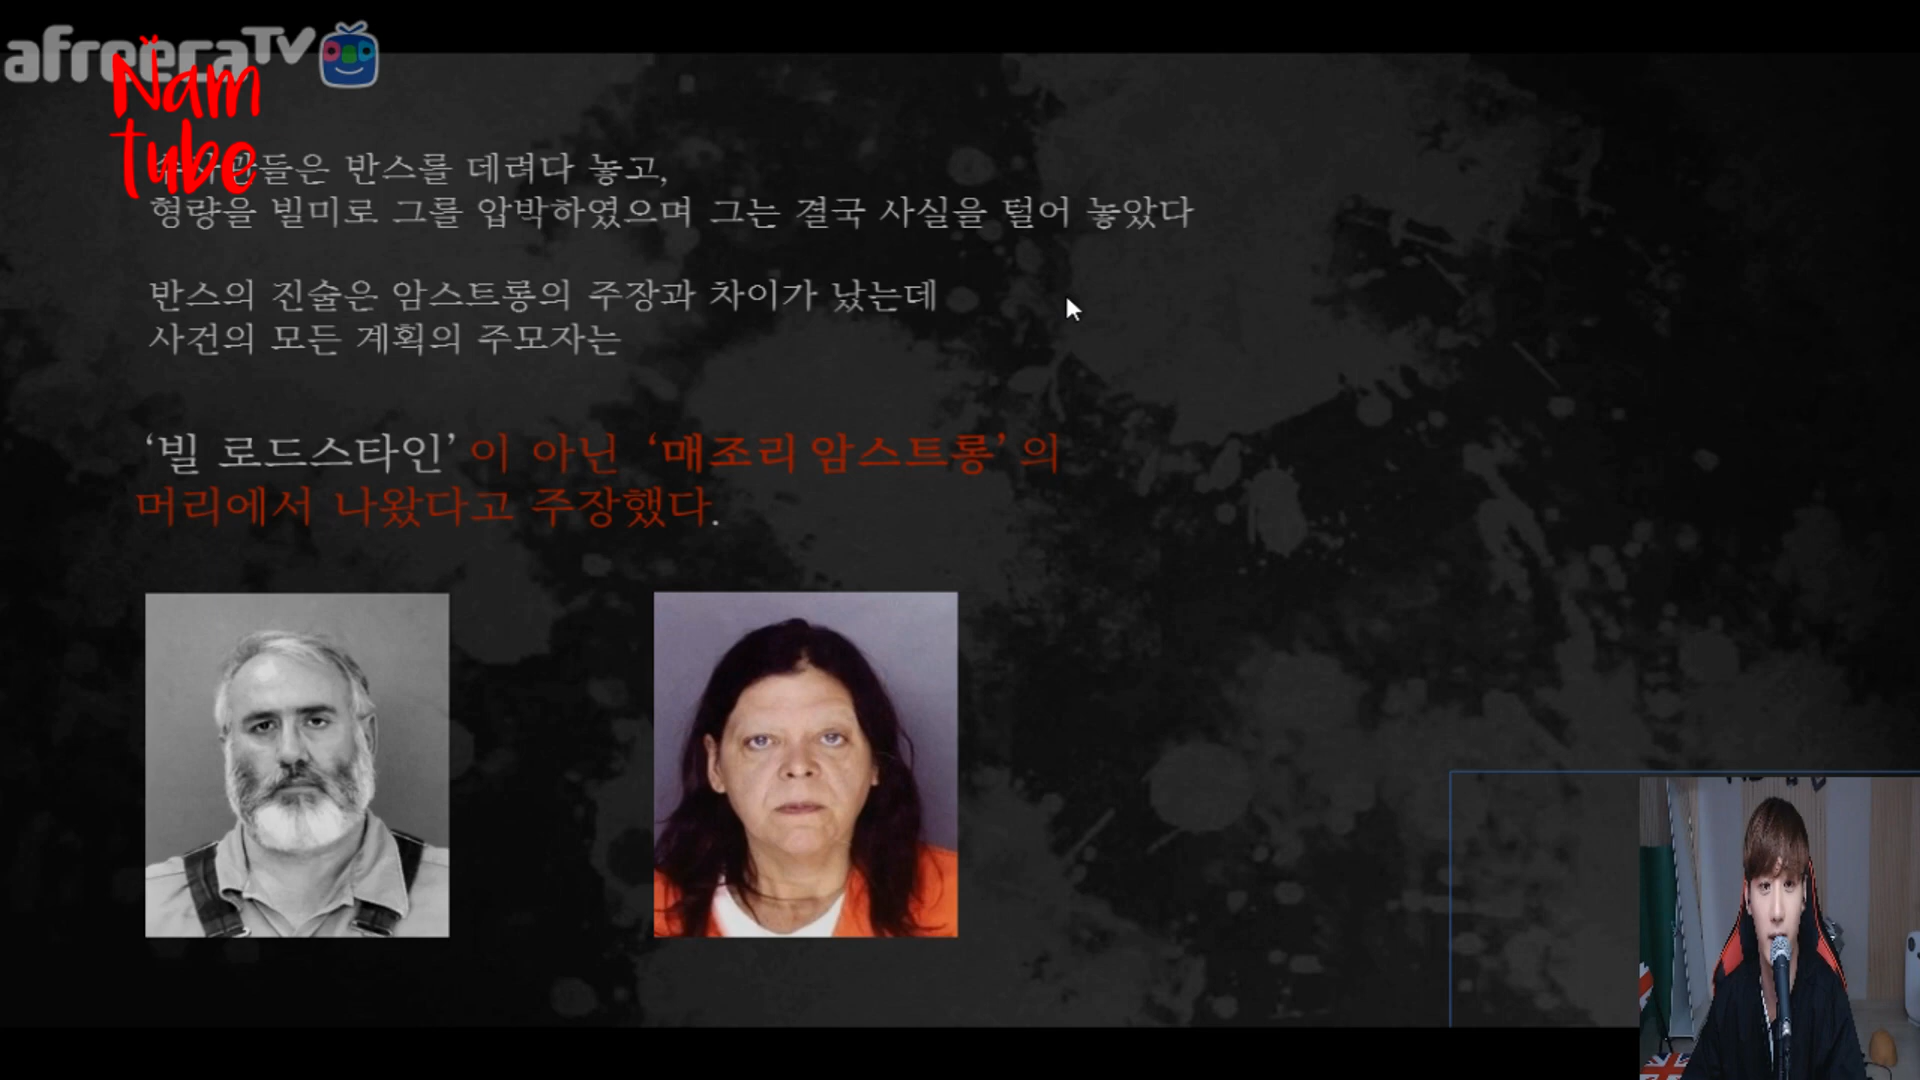 afreecaTV
Nam
tube
들은 반스를 데려다 놓고,
형량을 빌미로 그를 압박하였으며 그는 결국 사실을 털어 놓았다
반스의 진술은 암스트롱의 주장과 차이가 났는데
사건의 모든 계획의 주모자는
‘빌 로드스타인’ 이 아닌 ‘매조리 암스트롱’ 의
머리에서 나왔다고 주장했다.